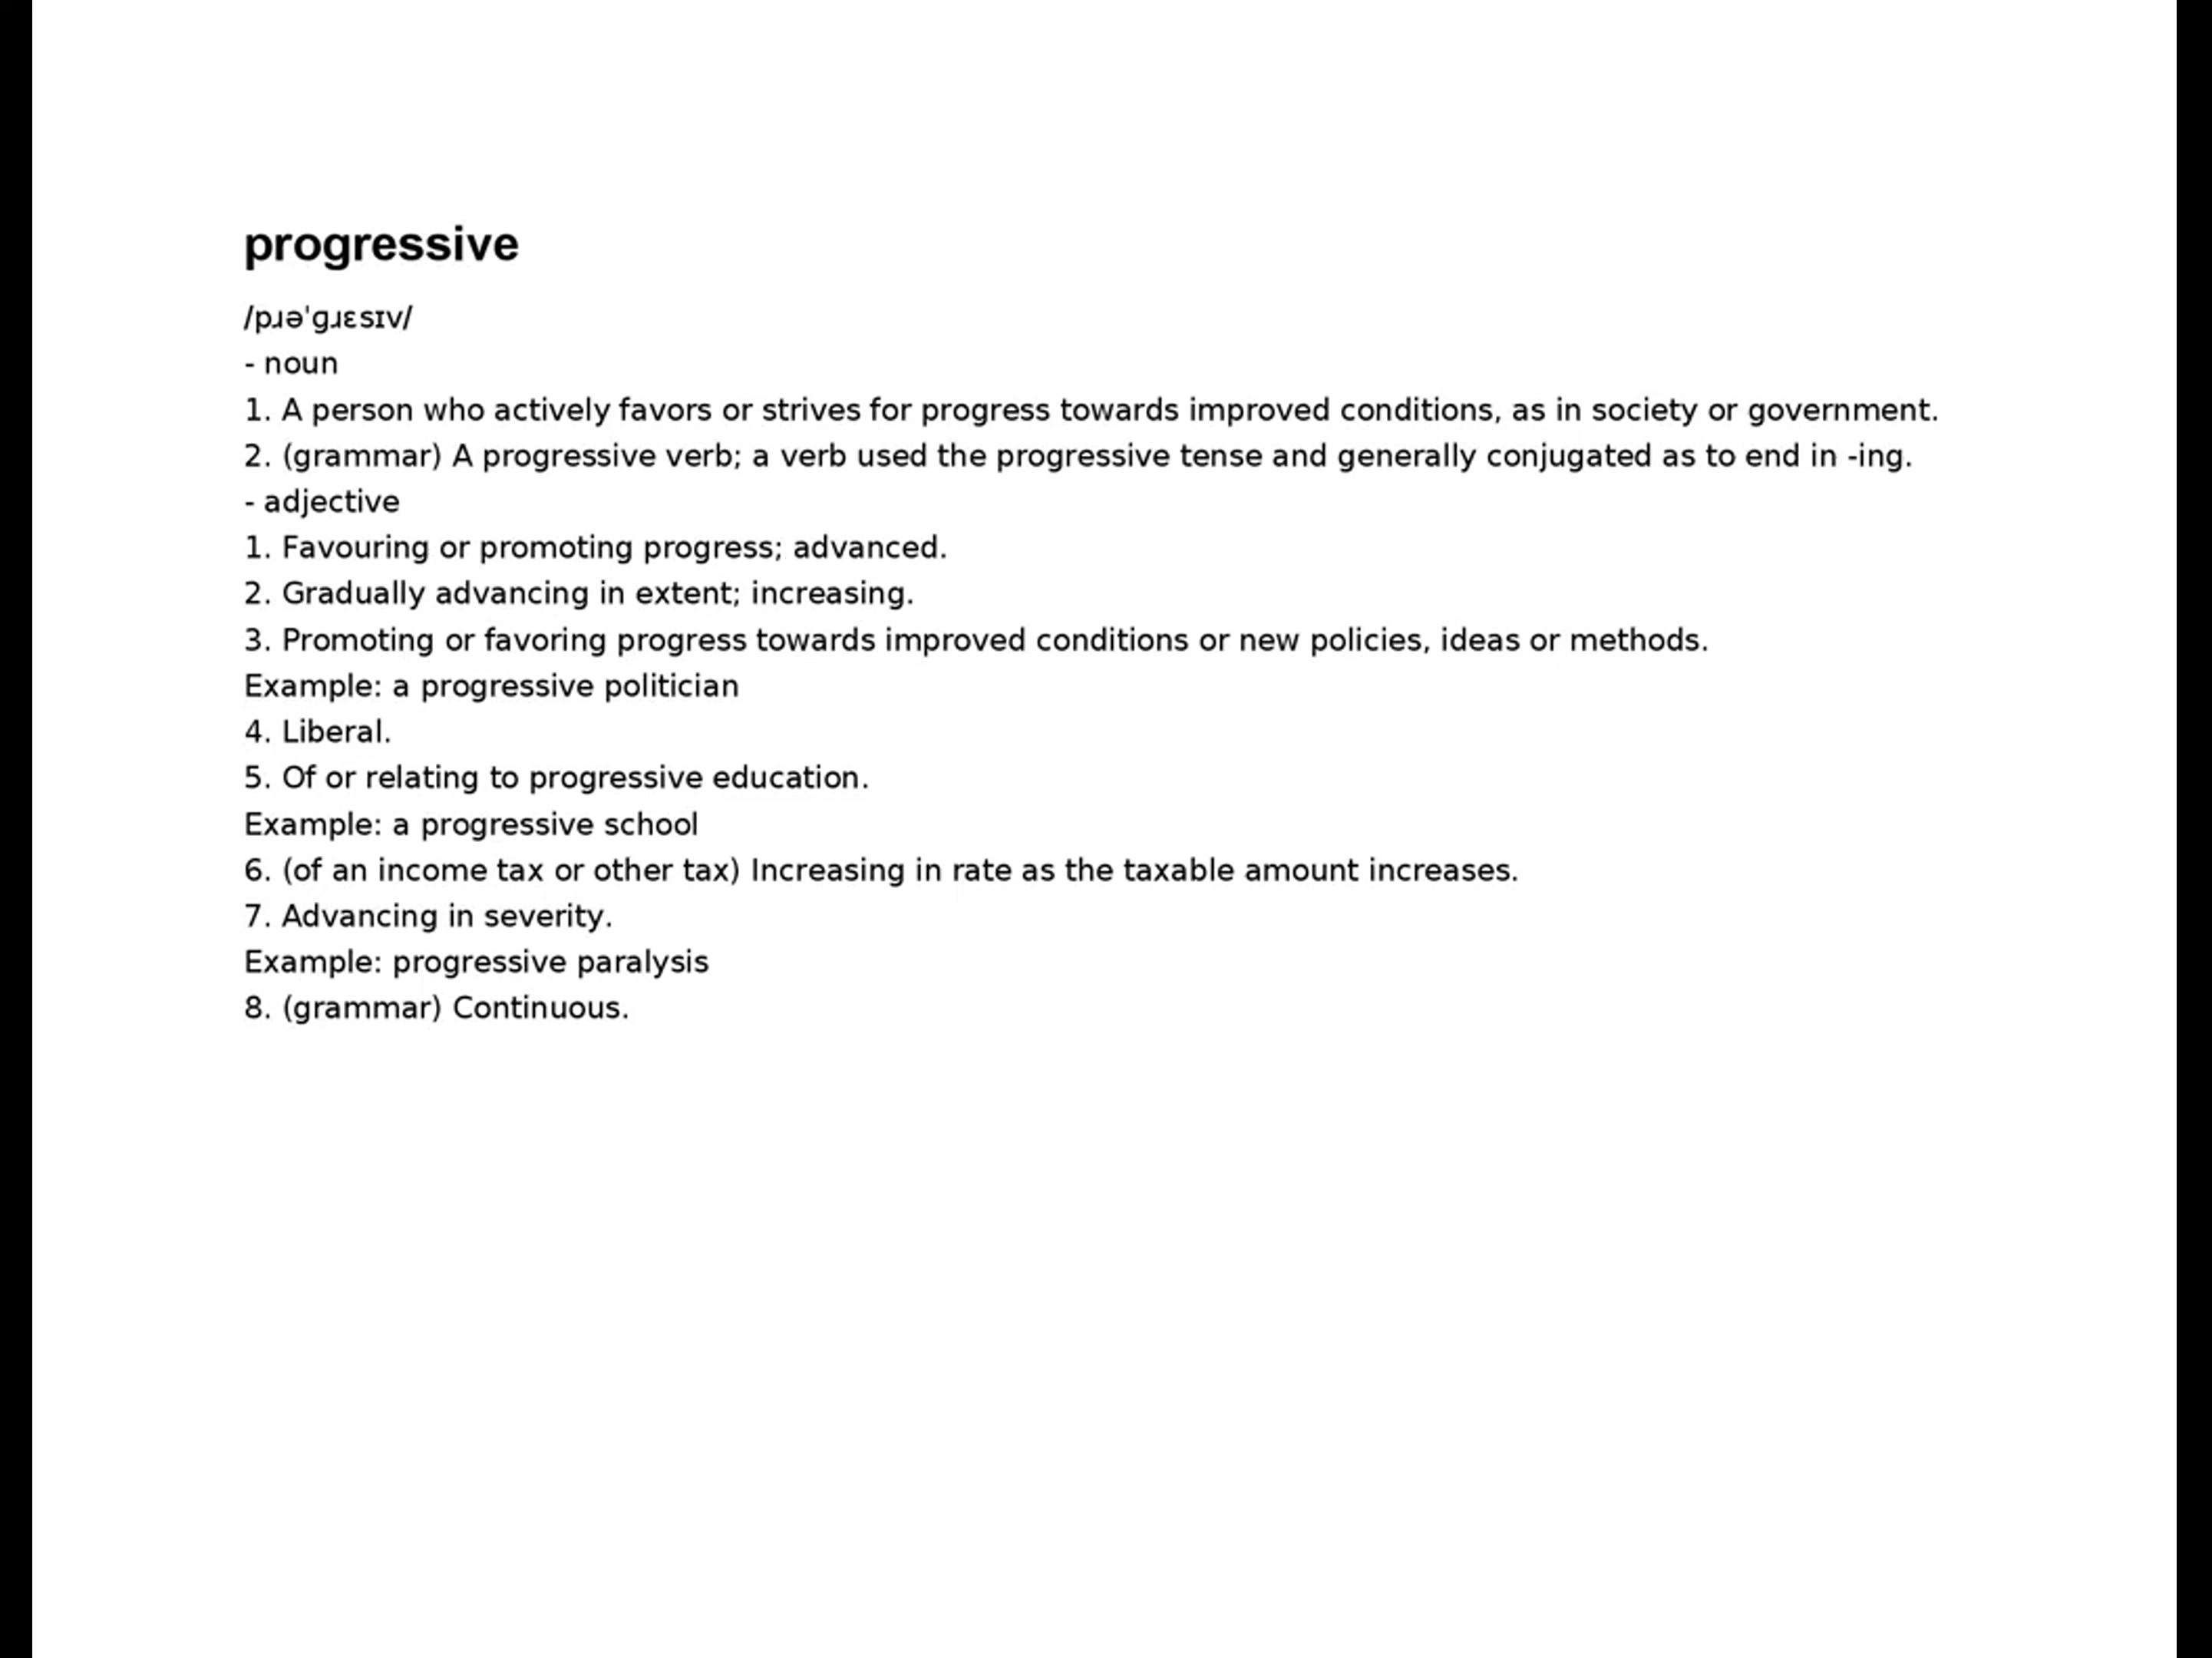 progressive
/pɹəˈɡɹɛsɪv/
- noun
1. A person who actively favors or strives for progress towards improved conditions, as in society or government.
2. (grammar) A progressive verb; a verb used the progressive tense and generally conjugated as to end in -ing.
- adjective
1. Favouring or promoting progress; advanced.
2. Gradually advancing in extent; increasing.
3. Promoting or favoring progress towards improved conditions or new policies, ideas or methods.
Example: a progressive politician
4. Liberal.
5. Of or relating to progressive education.
Example: a progressive school
6. (of an income tax or other tax) Increasing in rate as the taxable amount increases.
7. Advancing in severity.
Example: progressive paralysis
8. (grammar) Continuous.